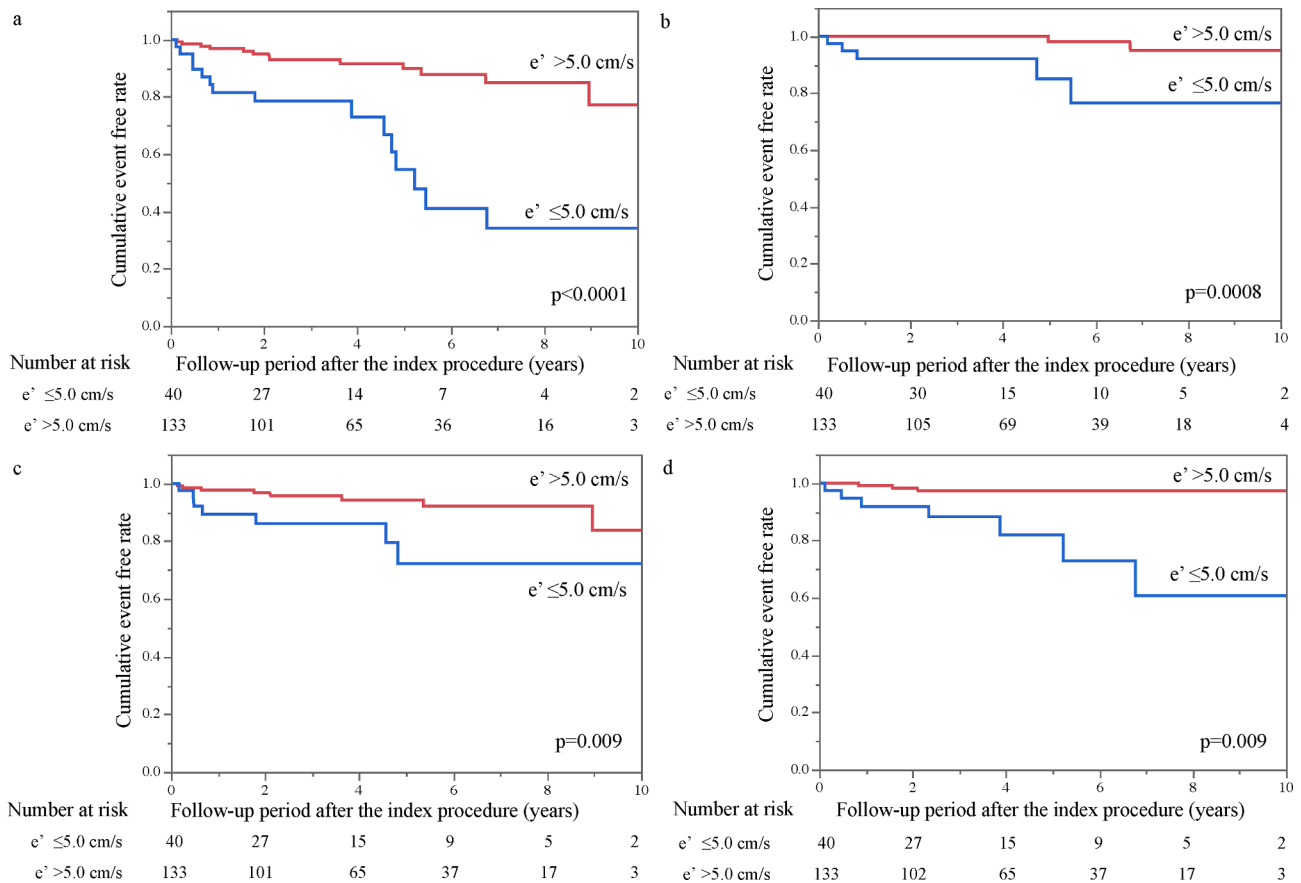 a
1.0
0.8
0.6
0.4
0.2
0.0
Cumulative event free rate
e’ >5.0 cm/s
e’ ≤5.0 cm/s
p<0.0001
0 2 4 6 8 10
Number at risk Follow-up period after the index procedure (years)
e’ ≤5.0 cm/s 40 27 14 7 4 2
e’ >5.0 cm/s 133 101 65 36 16 3
b
1.0
0.8
0.6
0.4
0.2
0.0
Cumulative event free rate
e’ >5.0 cm/s
e’ ≤5.0 cm/s
p=0.0008
0 2 4 6 8 10
Number at risk Follow-up period after the index procedure (years)
e’ ≤5.0 cm/s 40 30 15 10 5 2
e’ >5.0 cm/s 133 105 69 39 18 4
c
1.0
0.8
0.6
0.4
0.2
0.0
Cumulative event free rate
e’ >5.0 cm/s
e’ ≤5.0 cm/s
p=0.009
0 2 4 6 8 10
Number at risk Follow-up period after the index procedure (years)
e’ ≤5.0 cm/s 40 27 15 9 5 2
e’ >5.0 cm/s 133 101 65 37 17 3
d
1.0
0.8
0.6
0.4
0.2
0.0
Cumulative event free rate
e’ >5.0 cm/s
e’ ≤5.0 cm/s
p=0.009
0 2 4 6 8 10
Number at risk Follow-up period after the index procedure (years)
e’ ≤5.0 cm/s 40 27 15 9 5 2
e’ >5.0 cm/s 133 102 65 37 17 3